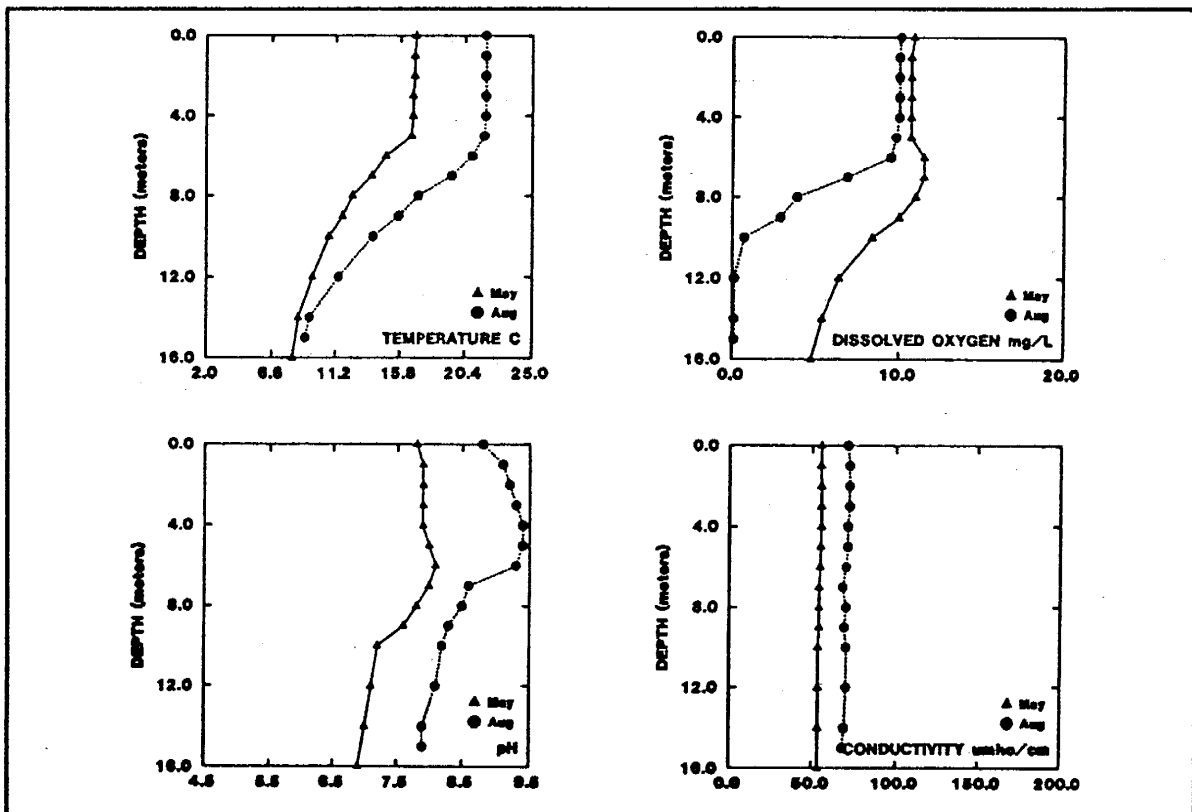 0.0
4.0
8.0
12.0
16.0
DEPTH (meters)
May
Aug
TEMPERATURE C
2.0 6.6 11.2 15.8 20.4 25.0
0.0
4.0
8.0
12.0
16.0
DEPTH (meters)
May
Aug
DISSOLVED OXYGEN mg/L
0.0 10.0 20.0
0.0
4.0
8.0
12.0
16.0
DEPTH (meters)
May
Aug
pH
4.5 5.5 6.5 7.5 8.5 9.5
0.0
4.0
8.0
12.0
16.0
DEPTH (meters)
May
Aug
CONDUCTIVITY umho/cm
0.0 50.0 100.0 150.0 200.0